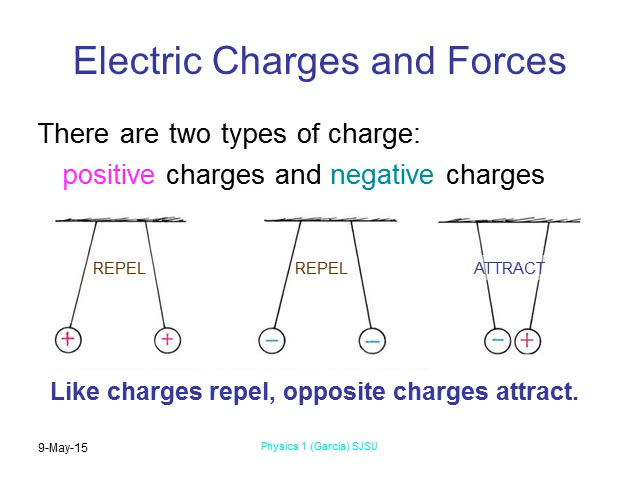 Electric Charges and Forces
There are two types of charge:
positive charges and negative charges
REPEL REPEL ATTRACT
+ + − − − +
Like charges repel, opposite charges attract.
9-May-15 Physics 1 (Garcia) SJSU